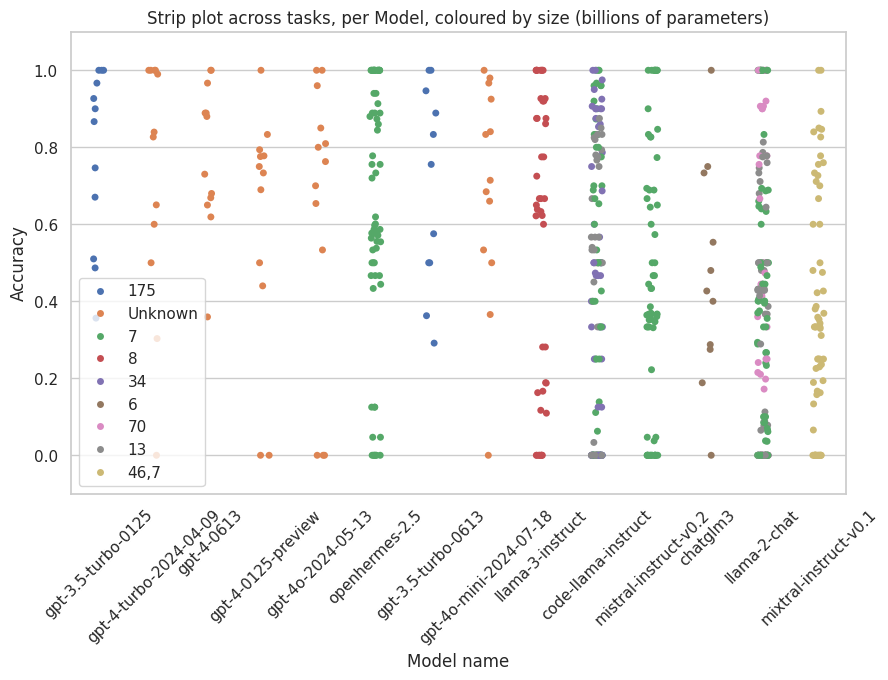 Strip plot across tasks, per Model, coloured by size (billions of parameters)
Accuracy
1.0
0.8
0.6
0.4
0.2
0.0
175
Unknown
7
8
34
6
70
13
46,7
gpt-3.5-turbo-0125
gpt-4-turbo-2024-04-09
gpt-4-0613
gpt-4-0125-preview
gpt-4o-2024-05-13
openhermes-2.5
gpt-3.5-turbo-0613
gpt-4o-mini-2024-07-18
llama-3-instruct
code-llama-instruct
mistral-instruct-v0.2
chatglm3
llama-2-chat
mixtral-instruct-v0.1
Model name